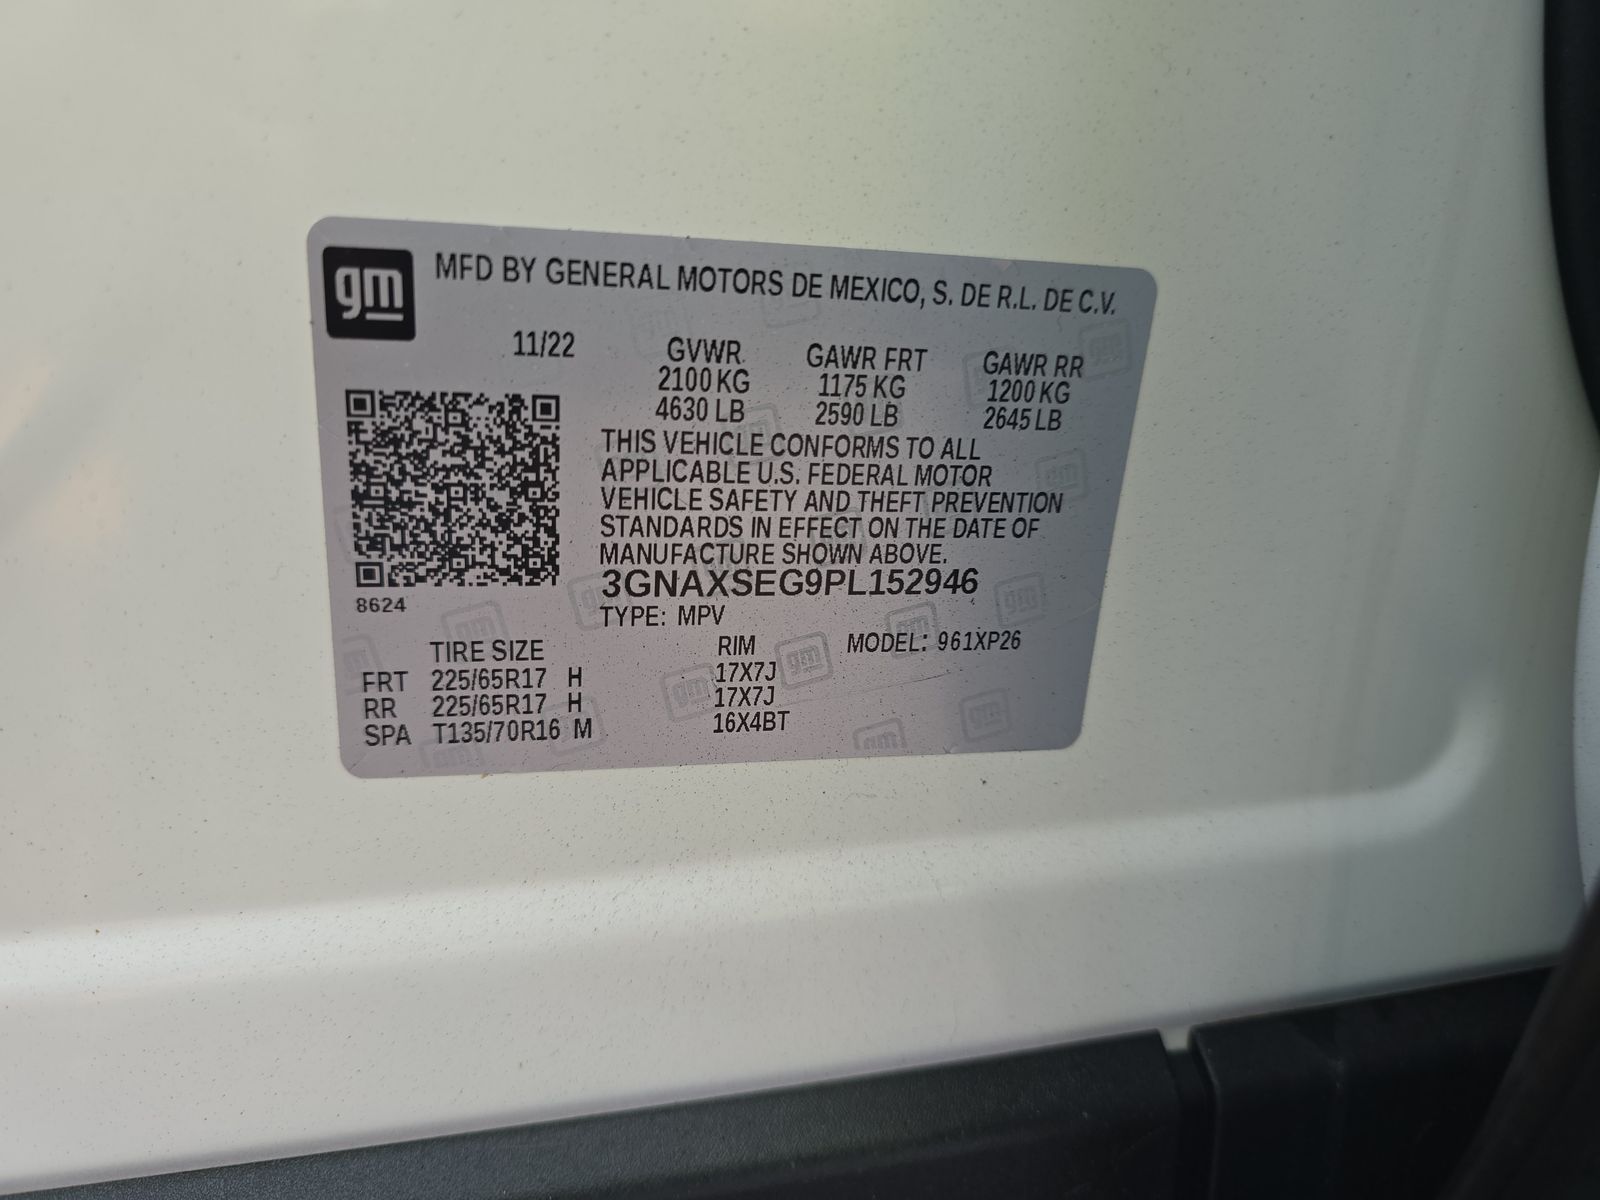 gm MFD BY GENERAL MOTORS DE MEXICO, S. DE R.L. DE C.V.
11/22 GVWR GAWR FRT GAWR RR
2100 KG 1175 KG 1200 KG
4630 LB 2590 LB 2645 LB
THIS VEHICLE CONFORMS TO ALL
APPLICABLE U.S. FEDERAL MOTOR
VEHICLE SAFETY AND THEFT PREVENTION
STANDARDS IN EFFECT ON THE DATE OF
MANUFACTURE SHOWN ABOVE.
3GNAXSEG9PL152946
8624
TYPE: MPV
TIRE SIZE RIM MODEL: 961XP26
FRT 225/65R17 H 17X7J
RR 225/65R17 H 17X7J
SPA T135/70R16 M 16X4BT